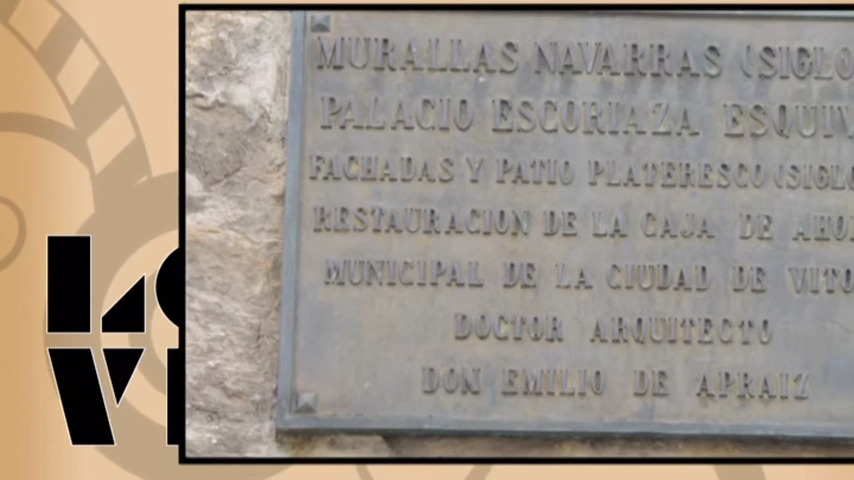 MURALLAS NAVARRAS (SIGLO
PALACIO ESCORIAZA ESQUIV
FACHADAS Y PATIO PLATERESCO (SIGLO
RESTAURACION DE LA CAJA DE AHO
MUNICIPAL DE LA CIUDAD DE VITO
DOCTOR ARQUITECTO
DON EMILIO DE APRAIZ
LO
V